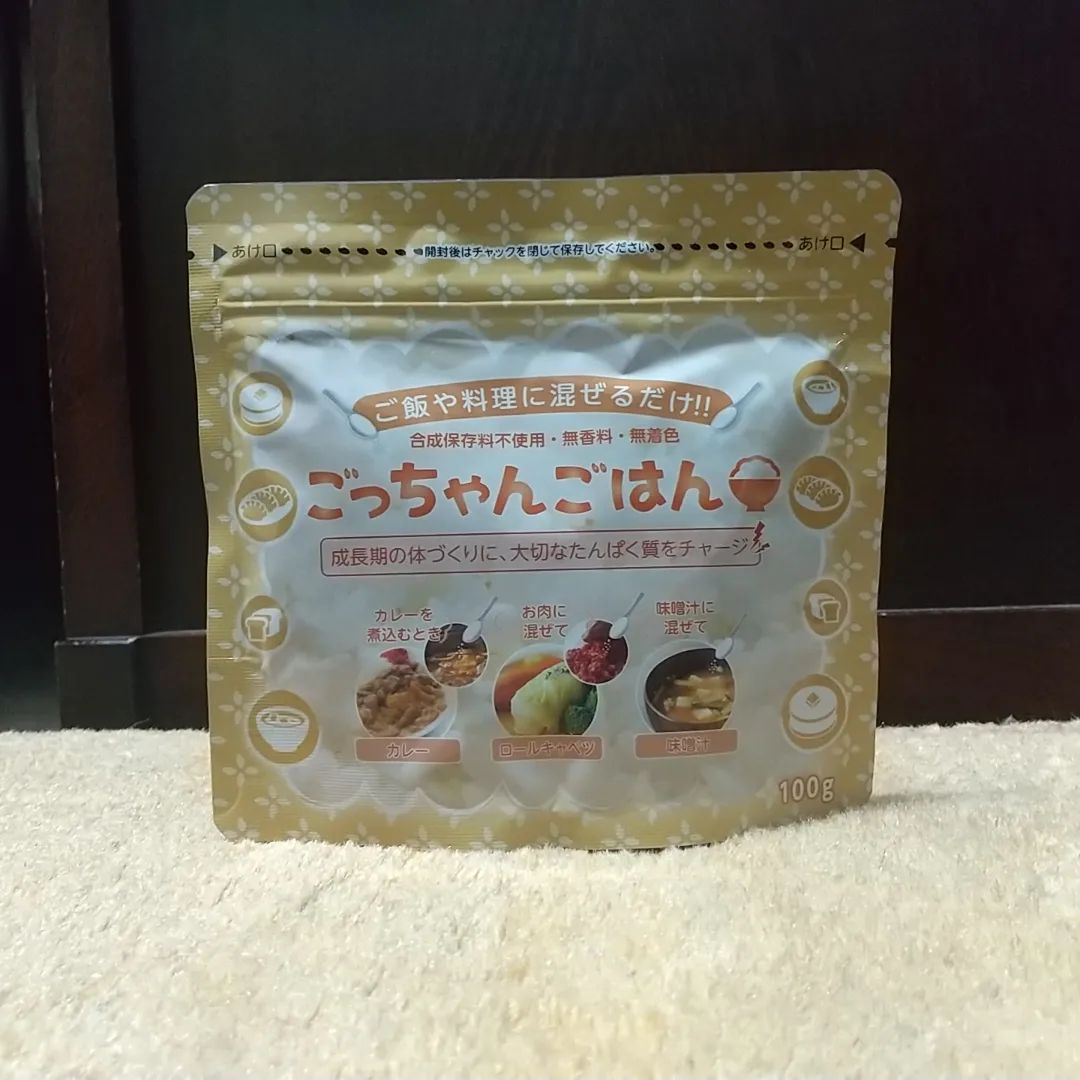 あけ口
開封後はチャックを閉じて保存してください。
あけ口
ご飯や料理に混ぜるだけ!!
合成保存料不使用・無香料・無着色
ごっちゃんごはん
成長期の体づくりに、大切なたんぱく質をチャージ
カレーを
煮込むとき
お肉に
混ぜて
味噌汁に
混ぜて
カレー
ロールキャベツ
味噌汁
100g